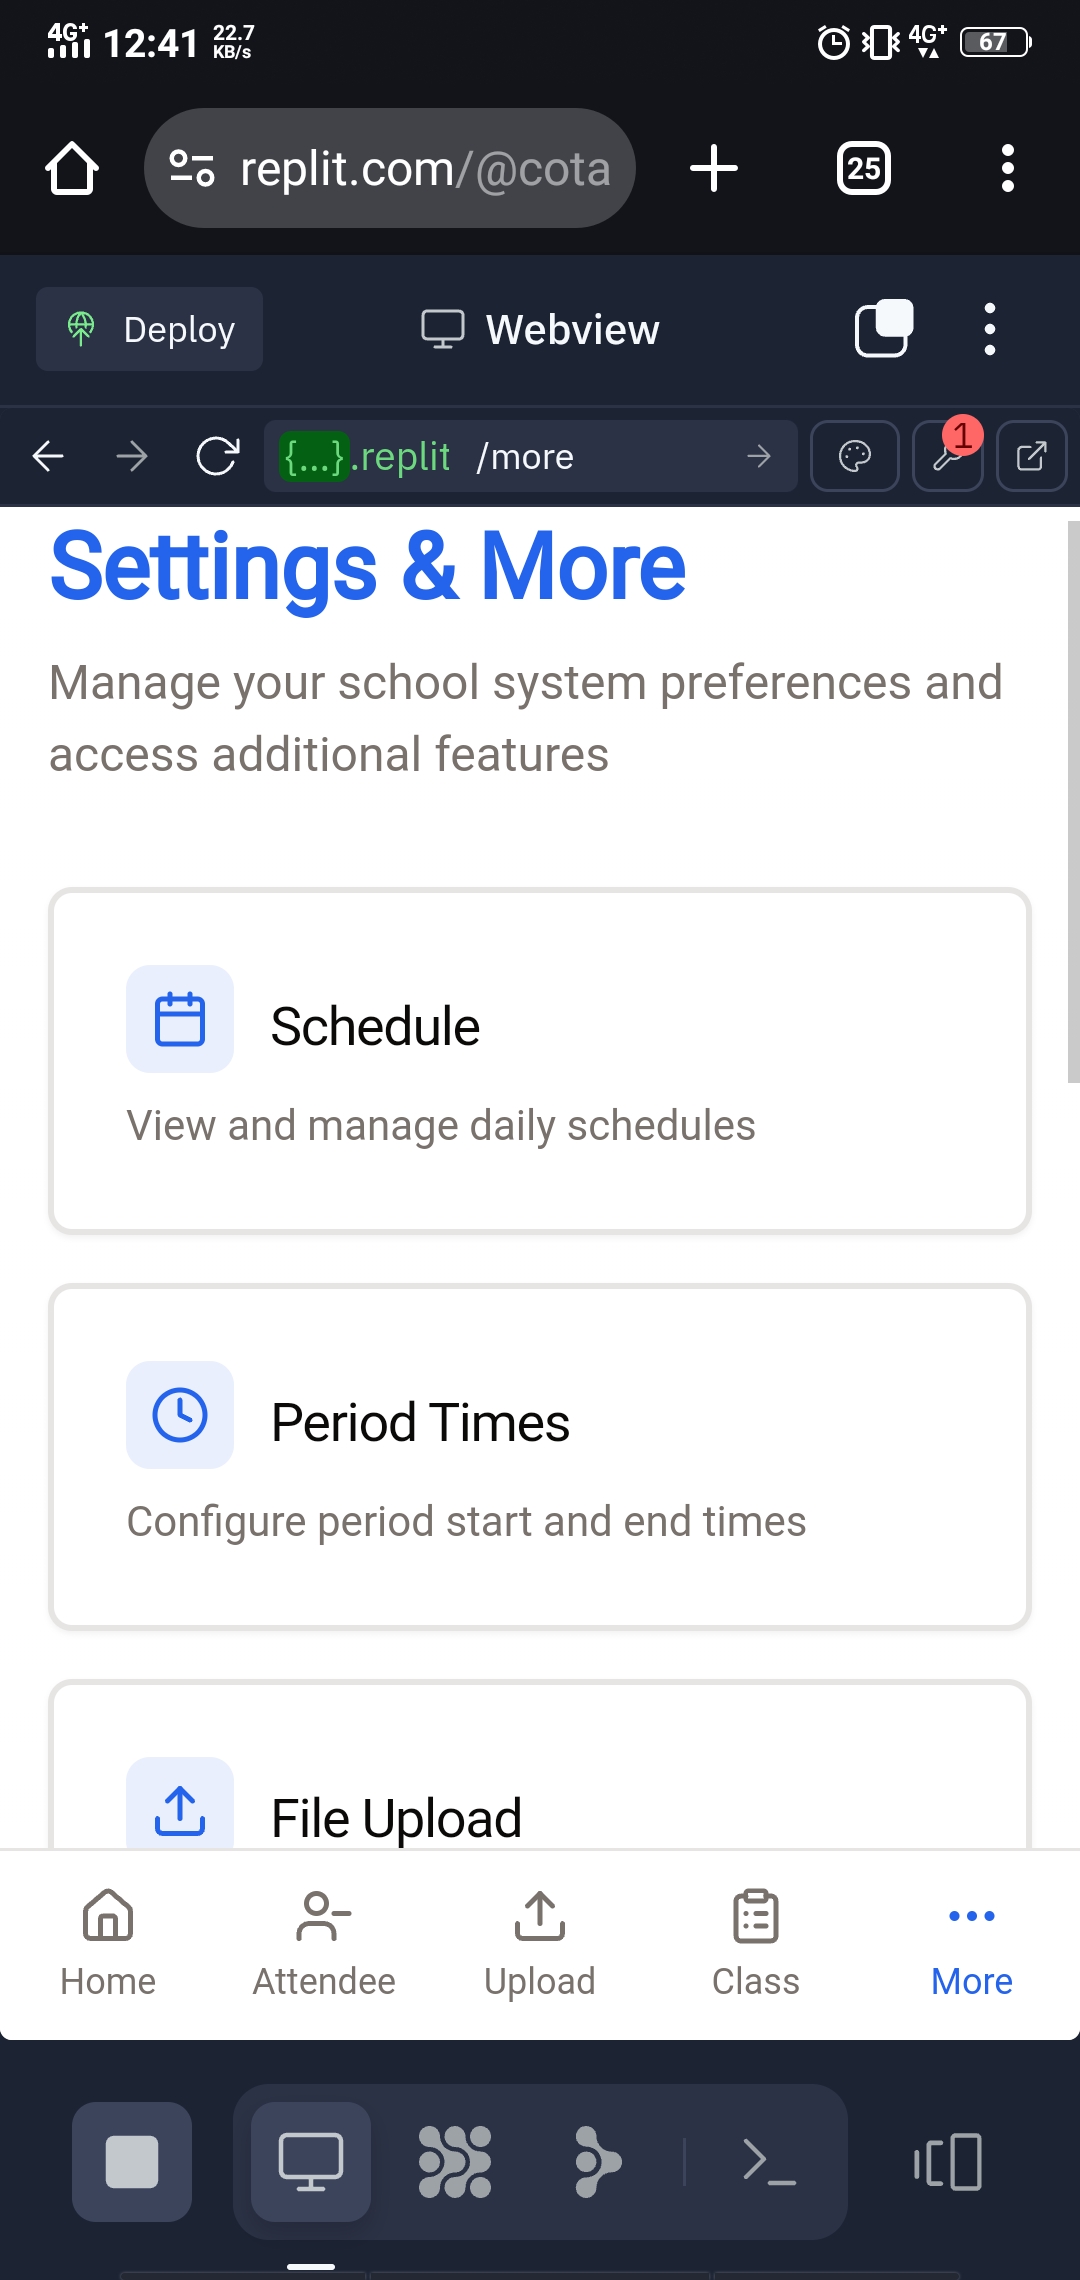 4G+ 12:41 22.7 KB/s 4G+ 67
replit.com/@cota 25
Deploy Webview
{...}.replit /more 1
Settings & More
Manage your school system preferences and
access additional features
Schedule
View and manage daily schedules
Period Times
Configure period start and end times
File Upload
Home Attendee Upload Class More